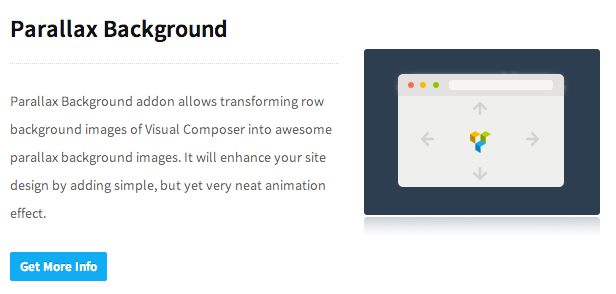 Parallax Background
Parallax Background addon allows transforming row
background images of Visual Composer into awesome
parallax background images. It will enhance your site
design by adding simple, but yet very neat animation
effect.
Get More Info